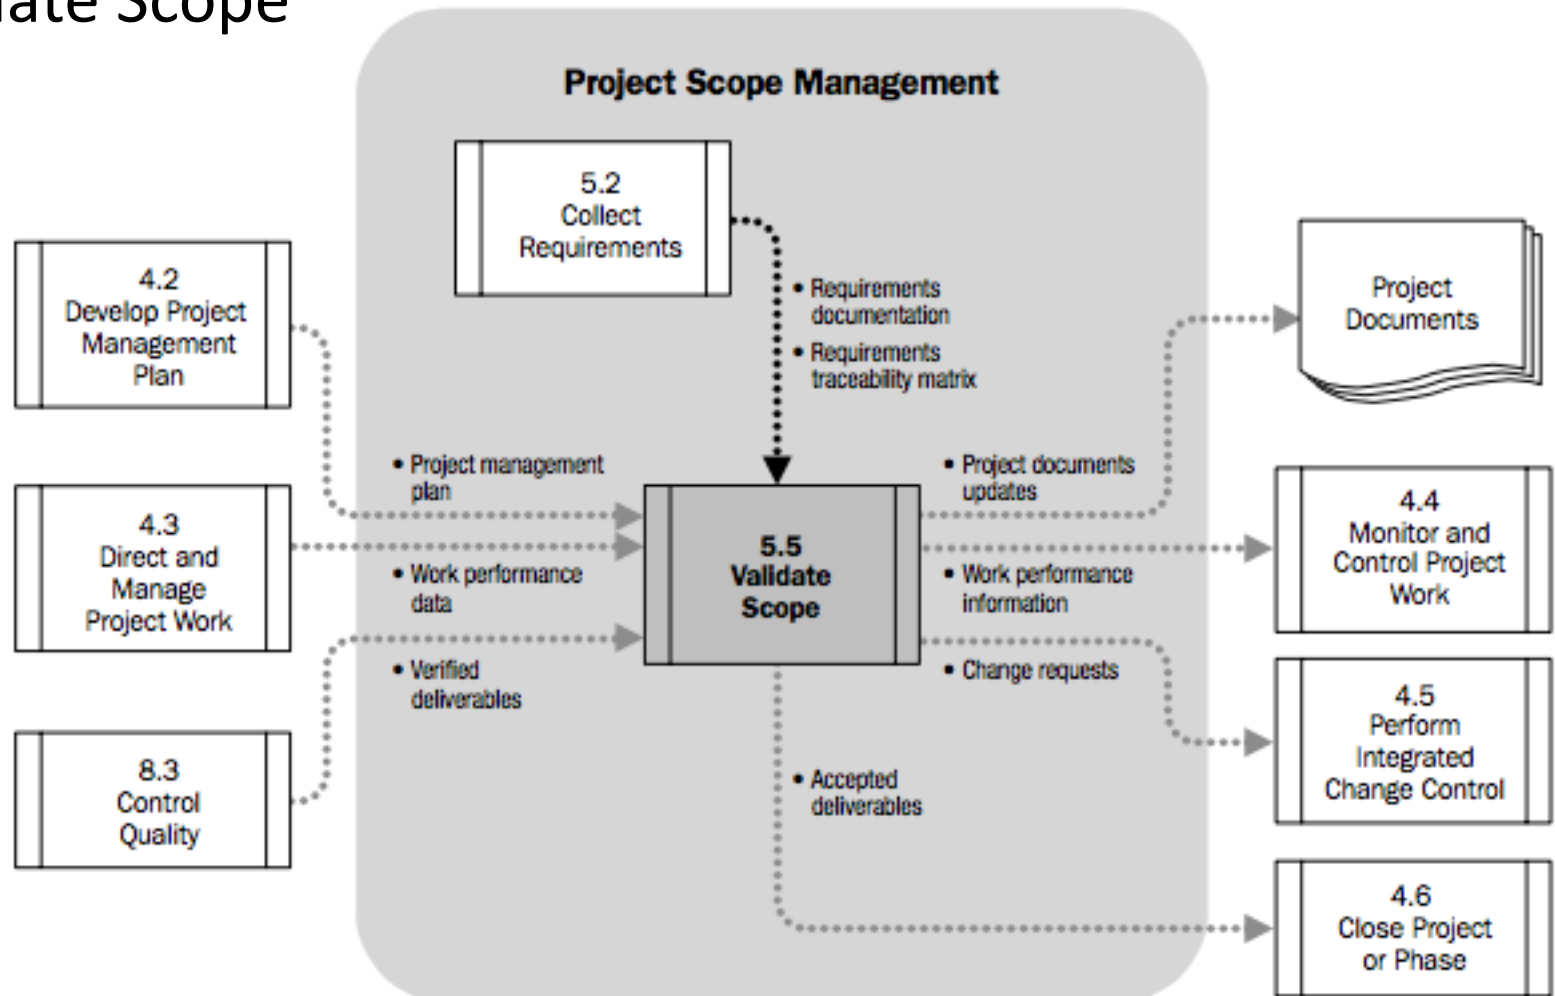 ate Scope
Project Scope Management
5.2
Collect
Requirements
4.2
Develop Project
Management
Plan
• Requirements
documentation
• Requirements
traceability matrix
Project
Documents
• Project management
plan
• Project documents
updates
4.3
Direct and
Manage
Project Work
5.5
Validate
Scope
4.4
Monitor and
Control Project
Work
• Work performance
data
• Work performance
information
• Verified
deliverables
• Change requests
4.5
Perform
Integrated
Change Control
8.3
Control
Quality
• Accepted
deliverables
4.6
Close Project
or Phase